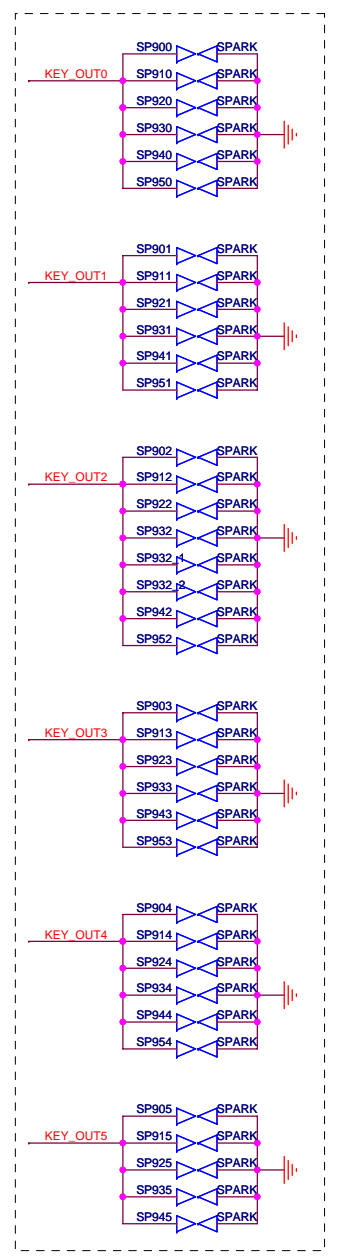 SP900 SPARK
KEY_OUT0 SP910 SPARK
SP920 SPARK
SP930 SPARK
SP940 SPARK
SP950 SPARK
SP901 SPARK
KEY_OUT1 SP911 SPARK
SP921 SPARK
SP931 SPARK
SP941 SPARK
SP951 SPARK
SP902 SPARK
KEY_OUT2 SP912 SPARK
SP922 SPARK
SP932 SPARK
SP932_1 SPARK
SP932_2 SPARK
SP942 SPARK
SP952 SPARK
SP903 SPARK
KEY_OUT3 SP913 SPARK
SP923 SPARK
SP933 SPARK
SP943 SPARK
SP953 SPARK
SP904 SPARK
KEY_OUT4 SP914 SPARK
SP924 SPARK
SP934 SPARK
SP944 SPARK
SP954 SPARK
SP905 SPARK
KEY_OUT5 SP915 SPARK
SP925 SPARK
SP935 SPARK
SP945 SPARK